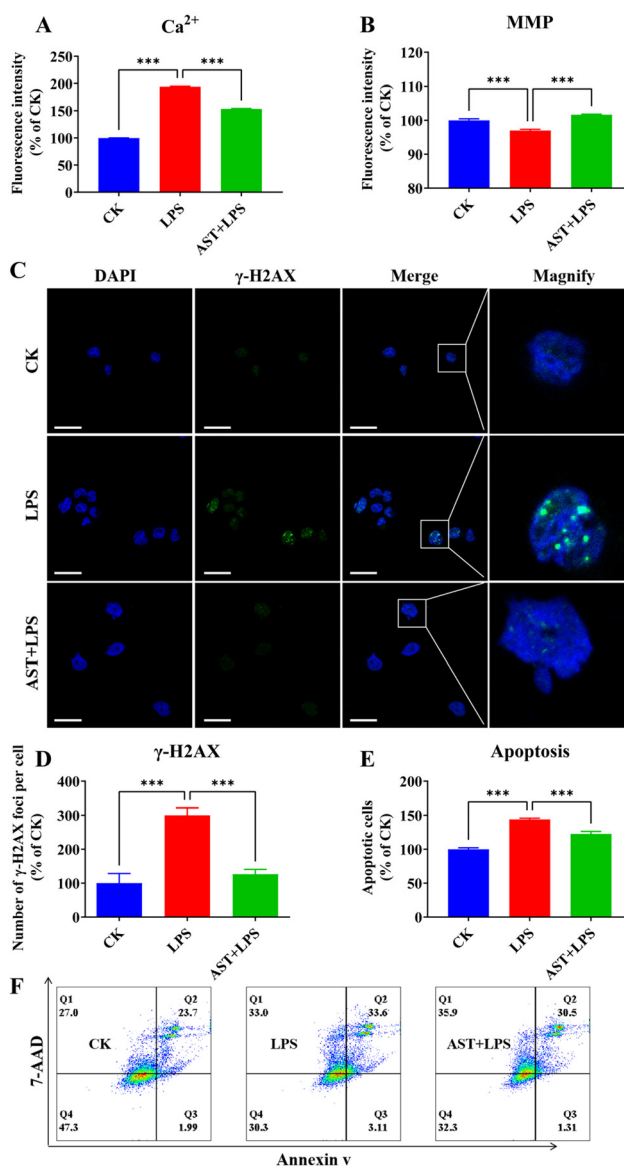 A
Ca²⁺
Fluorescence intensity
(% of CK)
250
200
150
100
50
0
***
***
CK
LPS
AST+LPS
B
MMP
Fluorescence intensity
(% of CK)
120
110
100
90
80
***
***
CK
LPS
AST+LPS
C
DAPI
γ-H2AX
Merge
Magnify
CK
LPS
AST+LPS
D
γ-H2AX
Number of γ-H2AX foci per cell
(% of CK)
400
300
200
100
0
***
***
CK
LPS
AST+LPS
E
Apoptosis
Apoptotic cells
(% of CK)
200
150
100
50
0
***
***
CK
LPS
AST+LPS
F
7-AAD
Q1
27.0
Q2
23.7
CK
Q4
47.3
Q3
1.99
Q1
33.0
Q2
33.6
LPS
Q4
30.3
Q3
3.11
Q1
35.9
Q2
30.5
AST+LPS
Q4
32.3
Q3
1.31
Annexin v